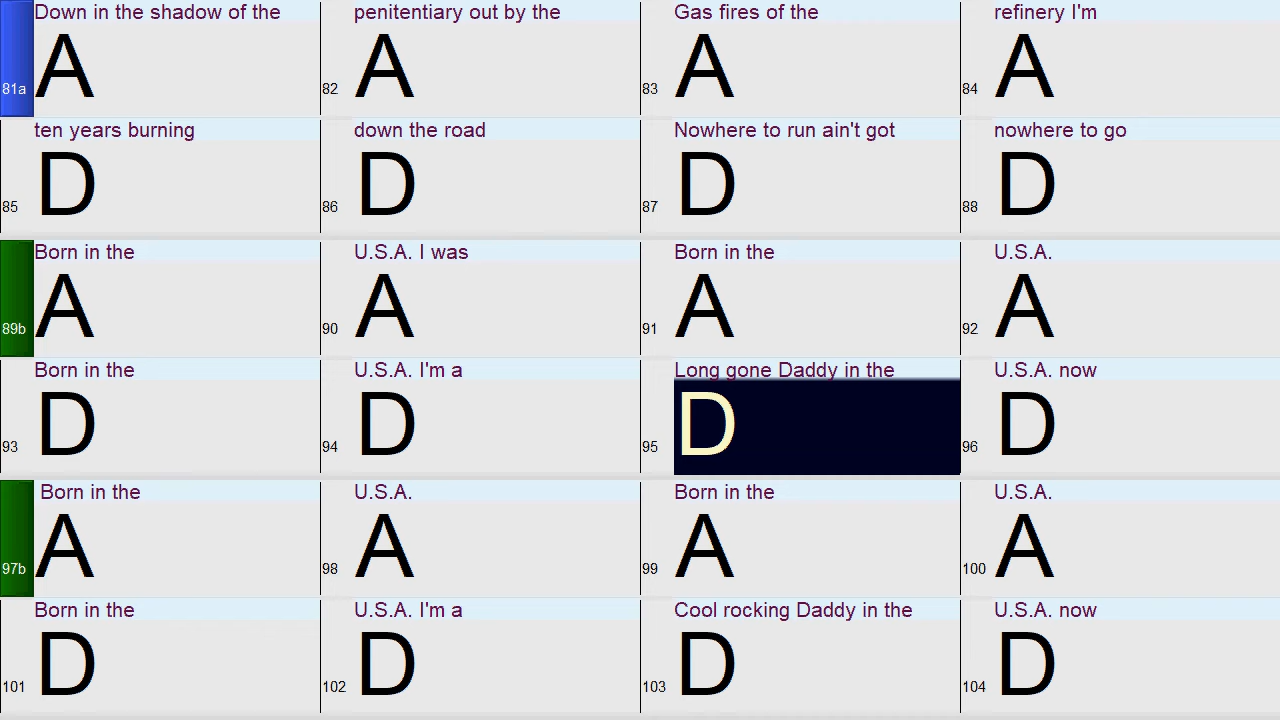 Down in the shadow of the penitentiary out by the Gas fires of the refinery I'm
81a A 82 A 83 A 84 A
ten years burning down the road Nowhere to run ain't got nowhere to go
85 D 86 D 87 D 88 D
Born in the U.S.A. I was Born in the U.S.A.
89b A 90 A 91 A 92 A
Born in the U.S.A. I'm a Long gone Daddy in the U.S.A. now
93 D 94 D 95 D 96 D
Born in the U.S.A. Born in the U.S.A.
97b A 98 A 99 A 100 A
Born in the U.S.A. I'm a Cool rocking Daddy in the U.S.A. now
101 D 102 D 103 D 104 D